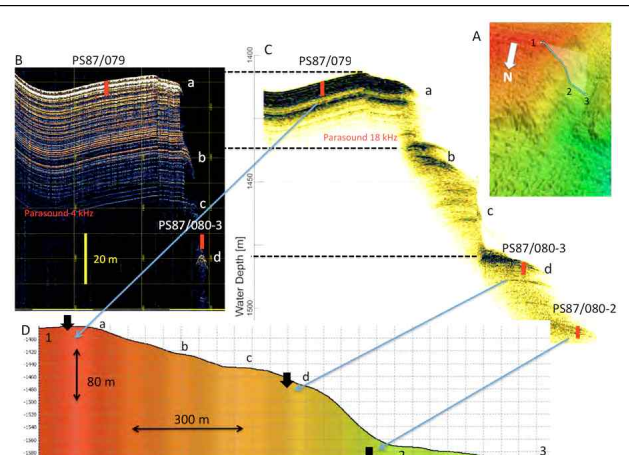 B
PS87/079
a
b
c
Parasound 4 kHz
PS87/080-3
20 m
d
C
PS87/079
1400
a
Parasound 18 kHz
b
1450
c
PS87/080-3
d
Water Depth [m]
PS87/080-2
1500
A
1
N
2
3
D
1
a
b
c
d
80 m
300 m
2
3